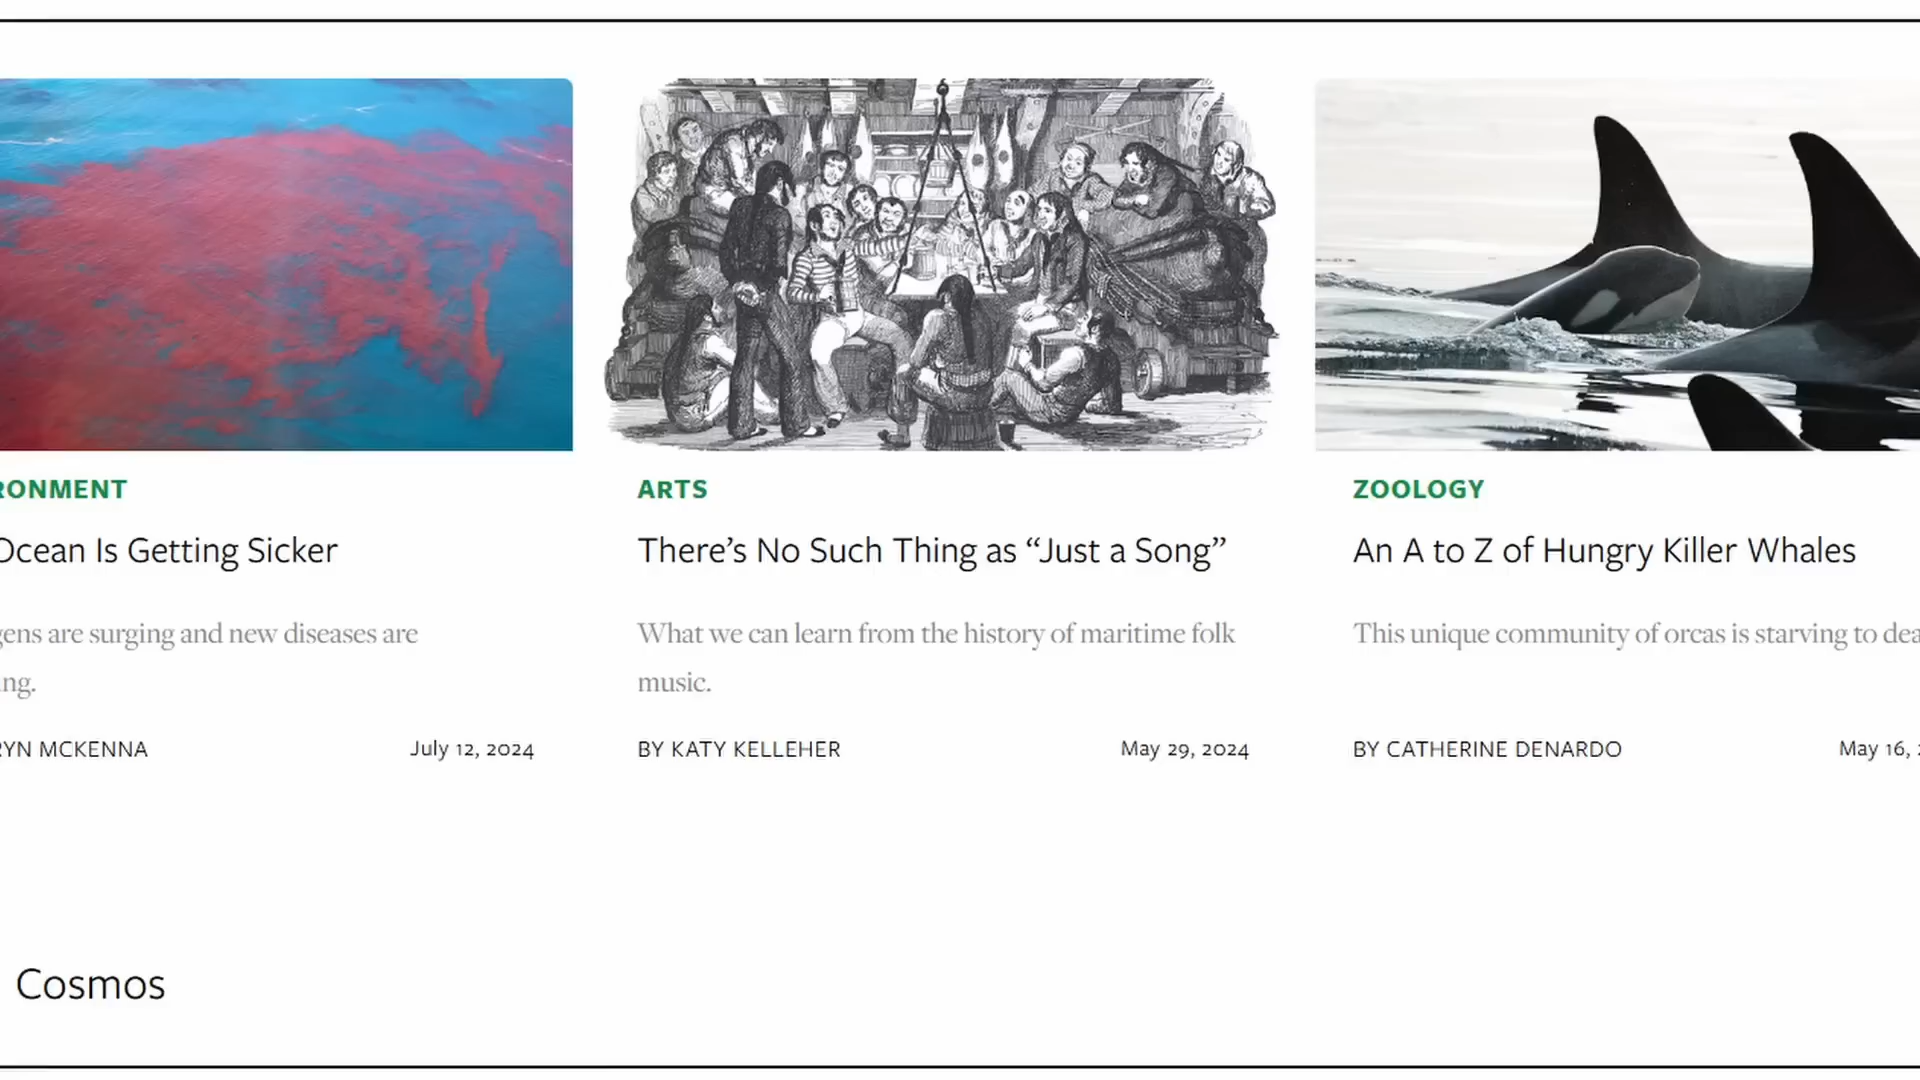 RONMENT
Ocean Is Getting Sicker
gens are surging and new diseases are
ng.
RYN MCKENNA
July 12, 2024
ARTS
There’s No Such Thing as “Just a Song”
What we can learn from the history of maritime folk
music.
BY KATY KELLEHER
May 29, 2024
ZOOLOGY
An A to Z of Hungry Killer Whales
This unique community of orcas is starving to dea
BY CATHERINE DENARDO
May 16,
Cosmos